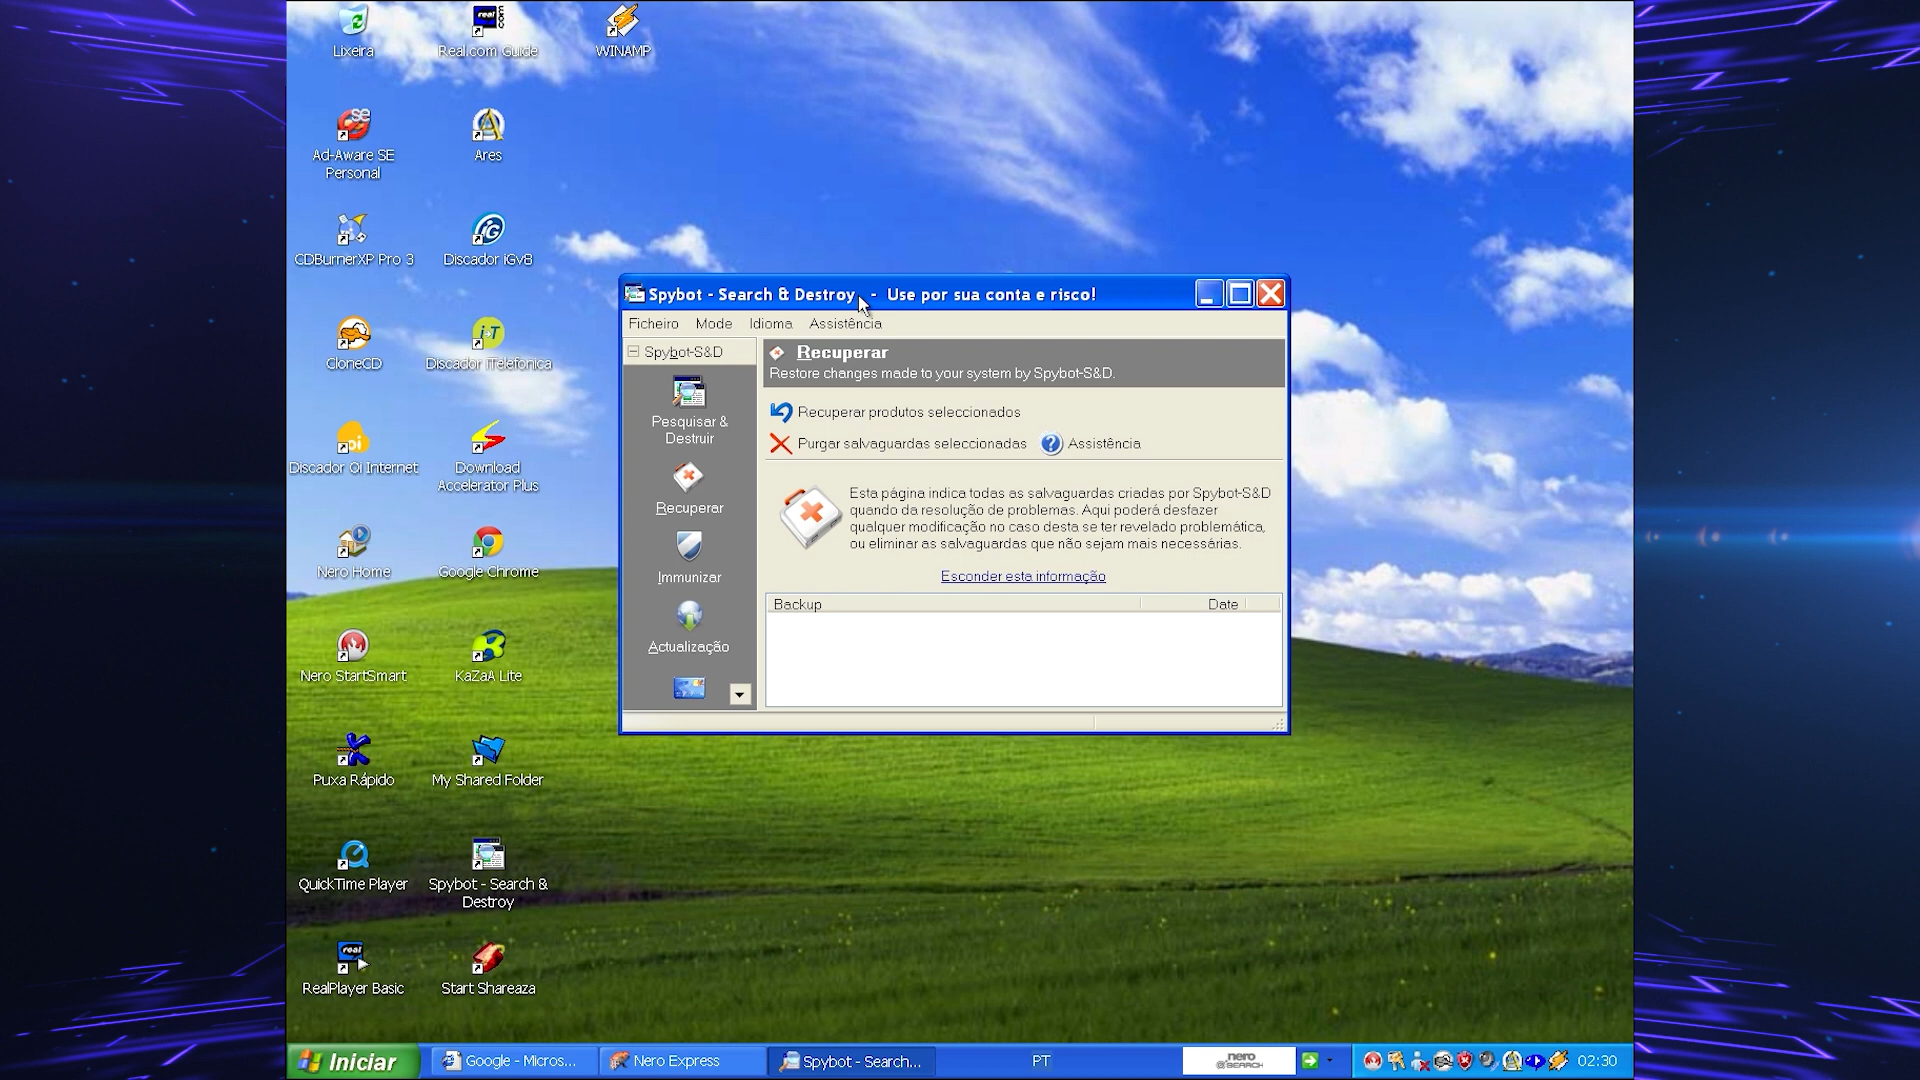 Lixeira
Real.com Guide
WINAMP
Ad-Aware SE
Personal
Ares
CDBurnerXP Pro 3
Discador iGv8
CloneCD
Discador iTelefonica
Discador Oi Internet
Download
Accelerator Plus
Nero Home
Google Chrome
Nero StartSmart
KaZaA Lite
Puxa Rápido
My Shared Folder
QuickTime Player
Spybot - Search &
Destroy
RealPlayer Basic
Start Shareaza
Spybot - Search & Destroy - Use por sua conta e risco!
Ficheiro Mode Idioma Assistência
Spybot-S&D
Pesquisar &
Destruir
Recuperar
Immunizar
Actualização
Recuperar
Restore changes made to your system by Spybot-S&D.
Recuperar produtos seleccionados
Purgar salvaguardas seleccionadas Assistência
Esta página indica todas as salvaguardas criadas por Spybot-S&D
quando da resolução de problemas. Aqui poderá desfazer
qualquer modificação no caso desta se ter revelado problemática,
ou eliminar as salvaguardas que não sejam mais necessárias.
Esconder esta informação
Backup Date
Iniciar
Google - Micros...
Nero Express
Spybot - Search...
PT
nero
SEARCH
02:30